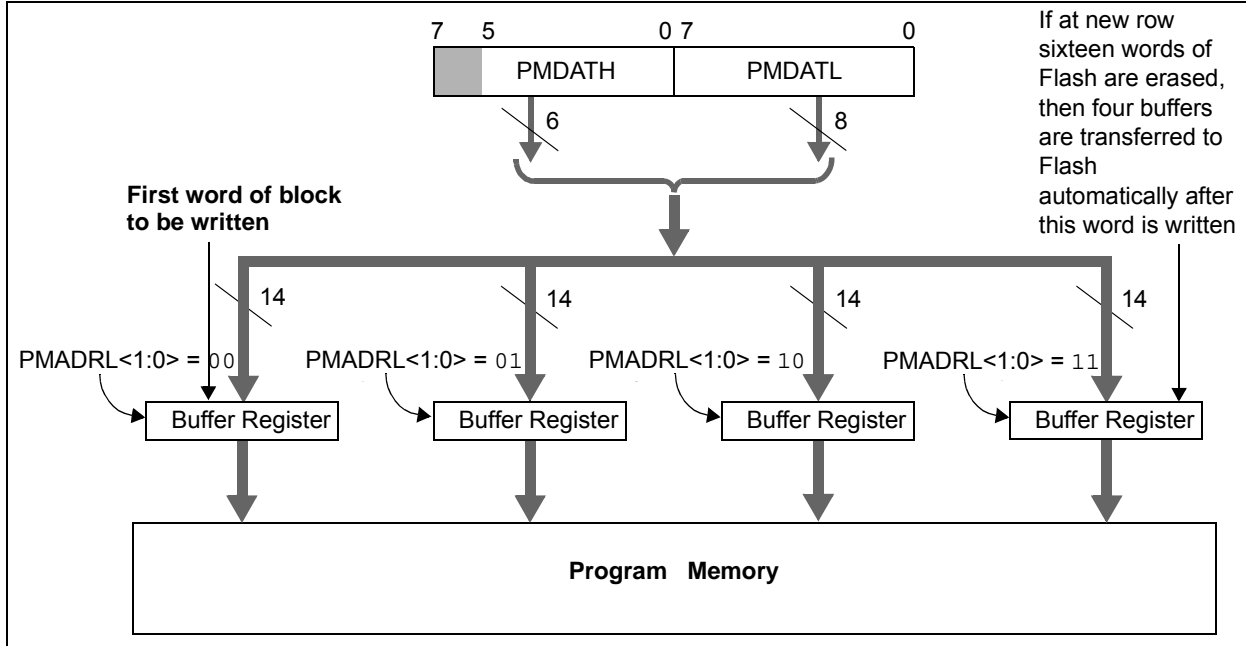 7 5 0 7 0
PMDATH PMDATL
6 8
If at new row
sixteen words of
Flash are erased,
then four buffers
are transferred to
Flash
automatically after
this word is written
First word of block
to be written
14 14 14 14
PMADRL<1:0> = 00 PMADRL<1:0> = 01 PMADRL<1:0> = 10 PMADRL<1:0> = 11
Buffer Register Buffer Register Buffer Register Buffer Register
Program Memory